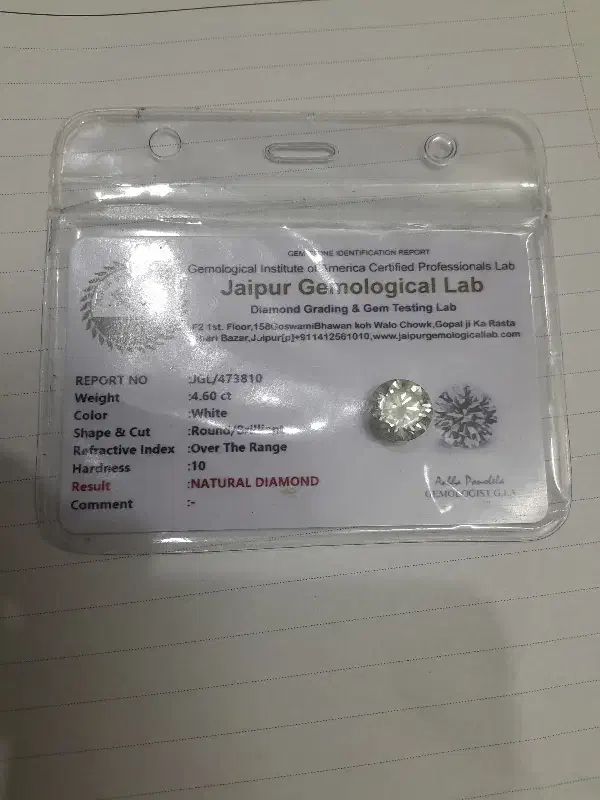 GEMSTONE IDENTIFICATION REPORT
Gemological Institute of America Certified Professionals Lab
Jaipur Gemological Lab
Diamond Grading & Gem Testing Lab
F2 1st. Floor,158GoswamiBhawan koh Walo Chowk,Gopal ji Ka Rasta
Bazar, +911412561010,www.jaipurgemologicallab.com
REPORT NO :JGL/473810
Weight :4.60 ct
Color :White
Shape & Cut :Round/Brilliant
Refractive Index :Over The Range
Hardness :10
Result :NATURAL DIAMOND
Comment :-
GEMOLOGIST G.I.A